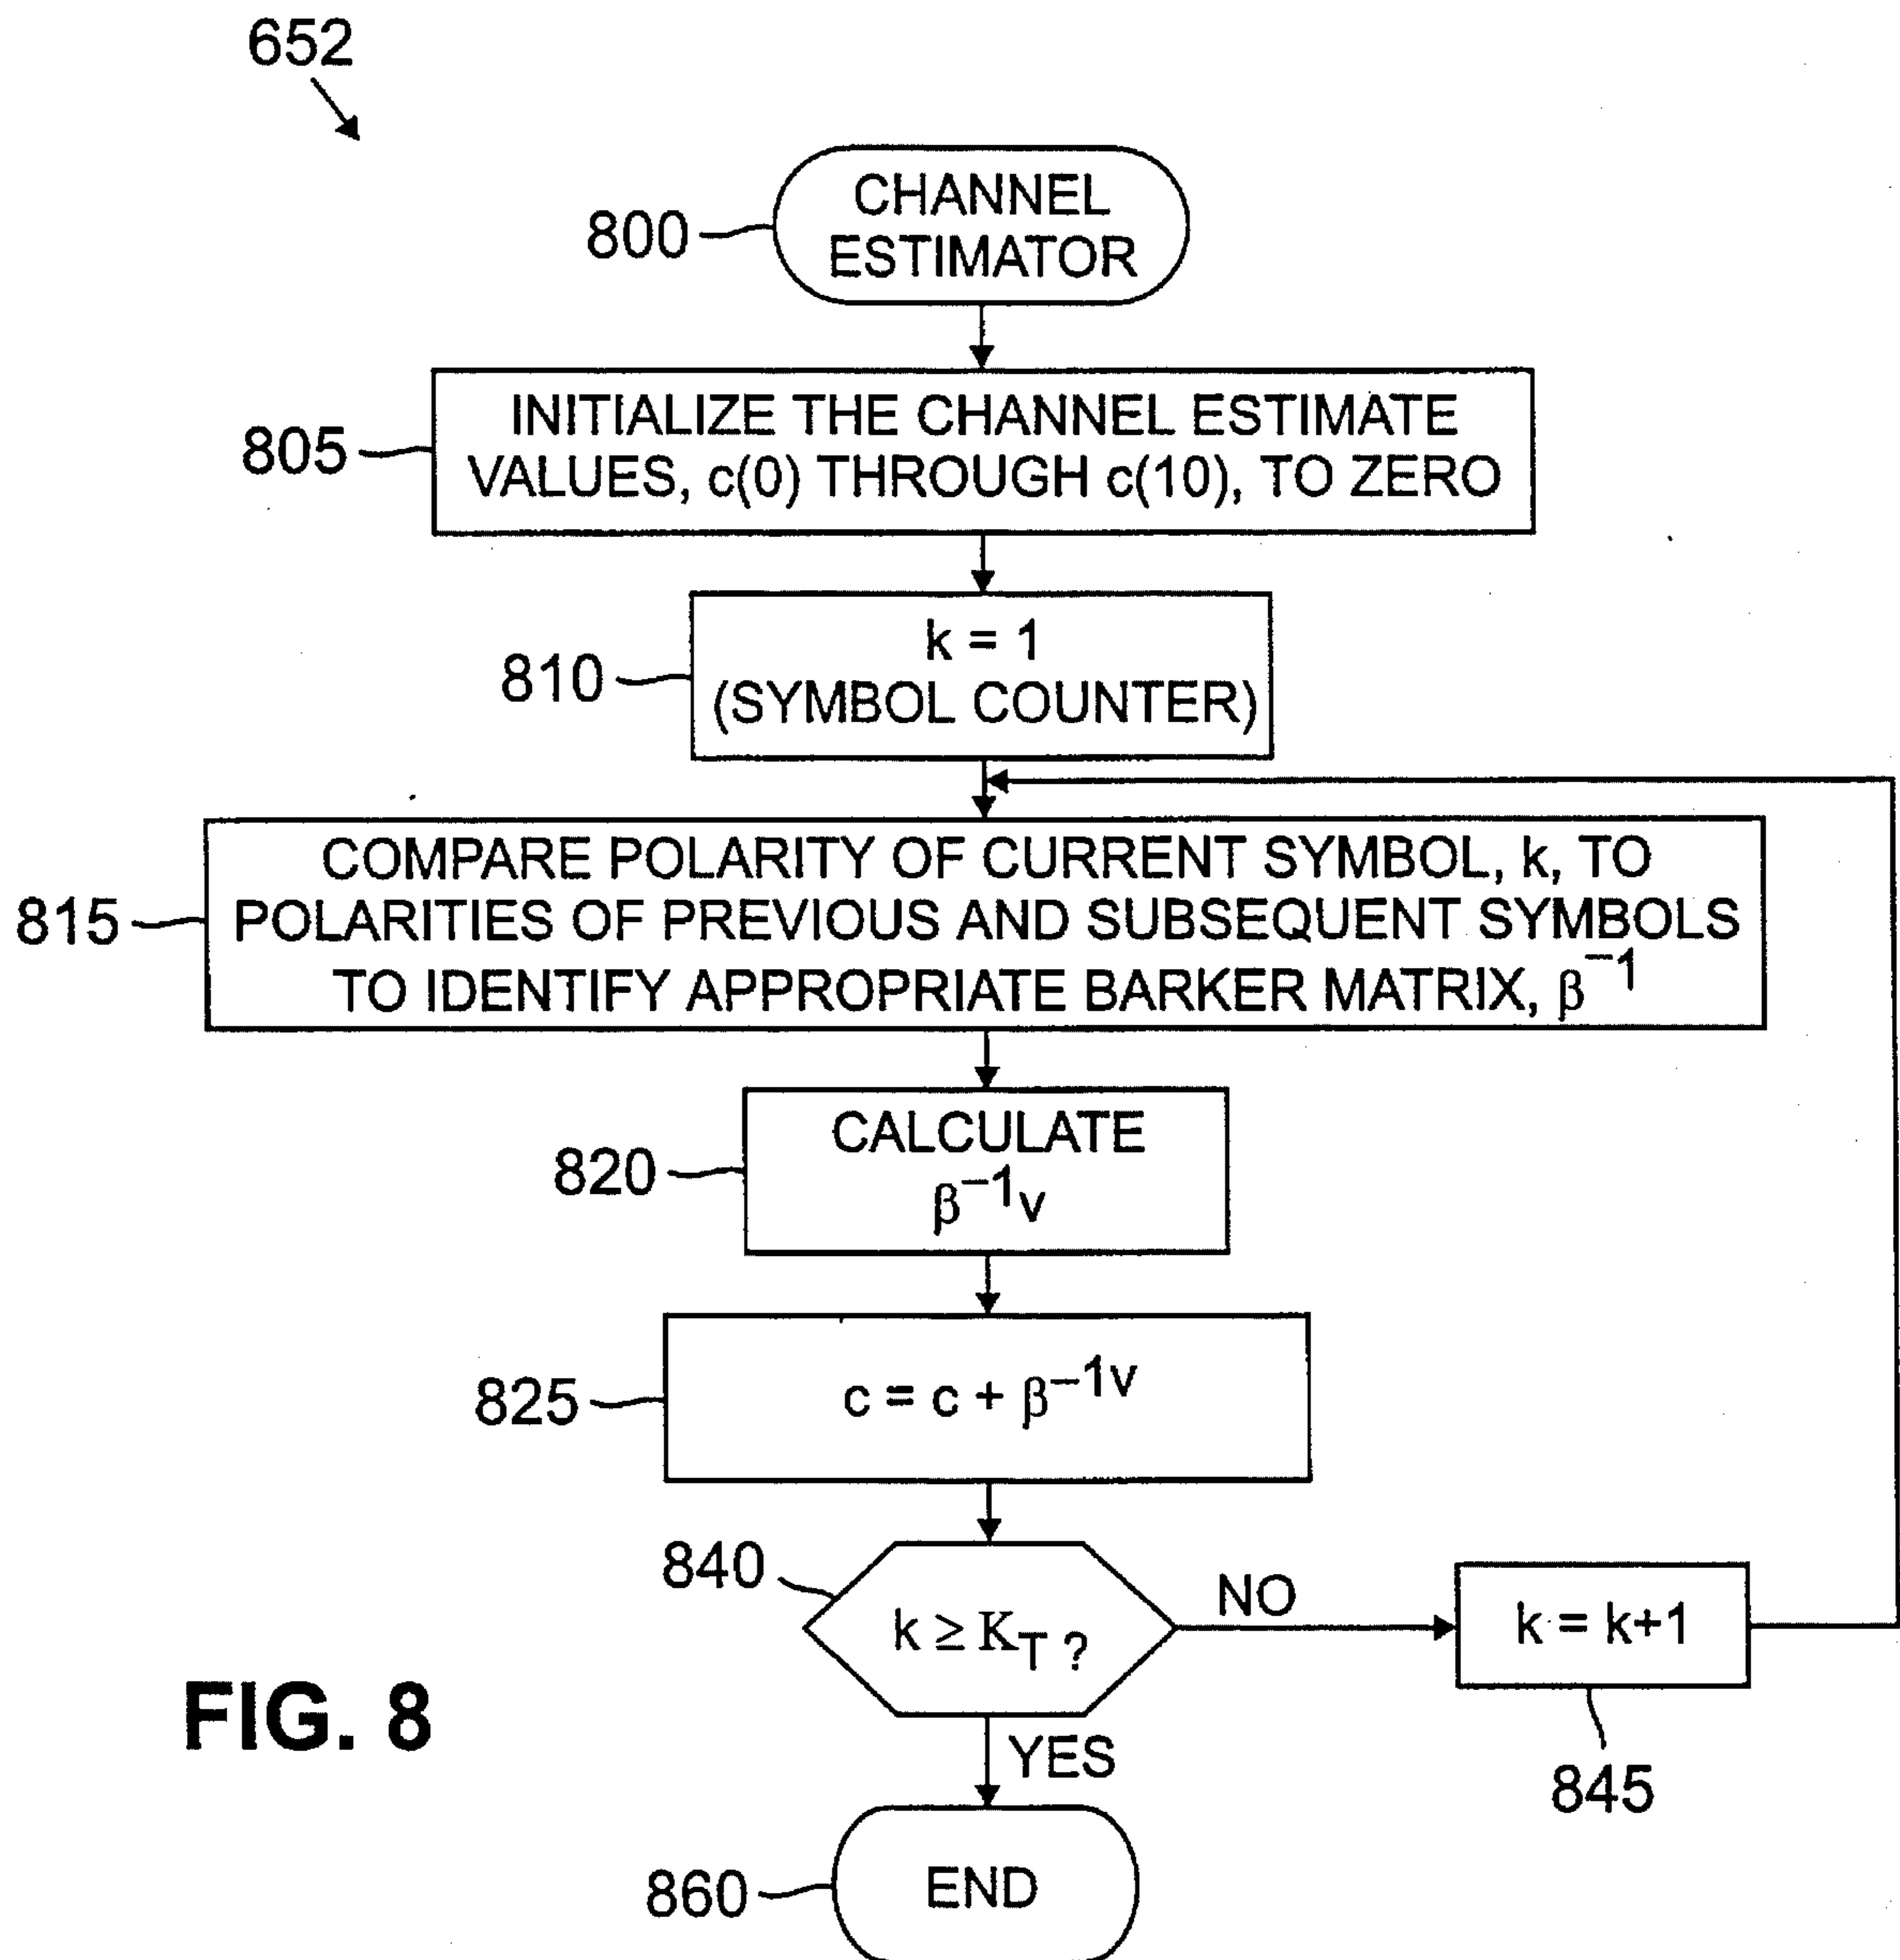 652
800
CHANNEL
ESTIMATOR
805
INITIALIZE THE CHANNEL ESTIMATE
VALUES, c(0) THROUGH c(10), TO ZERO
810
k = 1
(SYMBOL COUNTER)
815
COMPARE POLARITY OF CURRENT SYMBOL, k, TO
POLARITIES OF PREVIOUS AND SUBSEQUENT SYMBOLS
TO IDENTIFY APPROPRIATE BARKER MATRIX, β⁻¹
820
CALCULATE
β⁻¹v
825
c = c + β⁻¹ⱽ
840
k ≥ K_T ?
NO
k = k+1
845
YES
FIG. 8
860
END